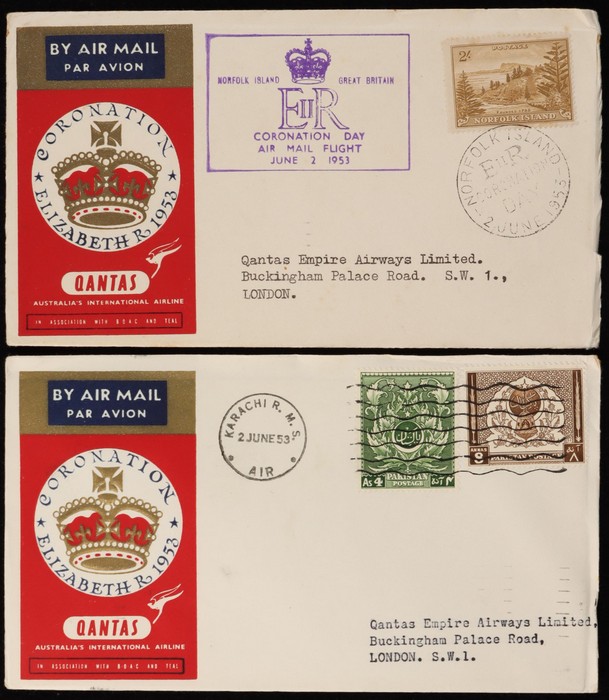 BY AIR MAIL
PAR AVION
CORONATION
ELIZABETH R. 1953
QANTAS
AUSTRALIA'S INTERNATIONAL AIRLINE
IN ASSOCIATION WITH B·O·A·C AND TEAL
NORFOLK ISLAND GREAT BRITAIN
EIIR
CORONATION DAY
AIR MAIL FLIGHT
JUNE 2 1953
POSTAGE
2/-
NORFOLK ISLAND
NORFOLK ISLAND
EIIR
CORONATION
DAY
2 JUNE 1953
Qantas Empire Airways Limited.
Buckingham Palace Road. S.W. 1.,
LONDON.
BY AIR MAIL
PAR AVION
CORONATION
ELIZABETH R. 1953
QANTAS
AUSTRALIA'S INTERNATIONAL AIRLINE
IN ASSOCIATION WITH B·O·A·C AND TEAL
KARACHI R. M. S.
2 JUNE 53
AIR
As 4
PAKISTAN
POSTAGE
ANNAS
8
PAKISTAN POSTAGE
Qantas Empire Airways Limited,
Buckingham Palace Road,
LONDON. S.W.1.